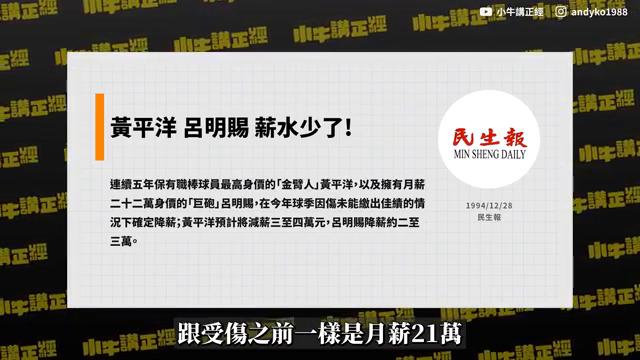 小牛講正經 andyko1988
黃平洋 呂明賜 薪水少了!
連續五年保有職棒球員最高身價的「金臂人」黃平洋，以及擁有月薪
二十二萬身價的「巨砲」呂明賜，在今年球季因傷未能繳出佳績的情
況下確定降薪；黃平洋預計將減薪三至四萬元，呂明賜降薪約二至
三萬。
民生報
MIN SHENG DAILY
1994/12/28
民生報
跟受傷之前一樣是月薪21萬